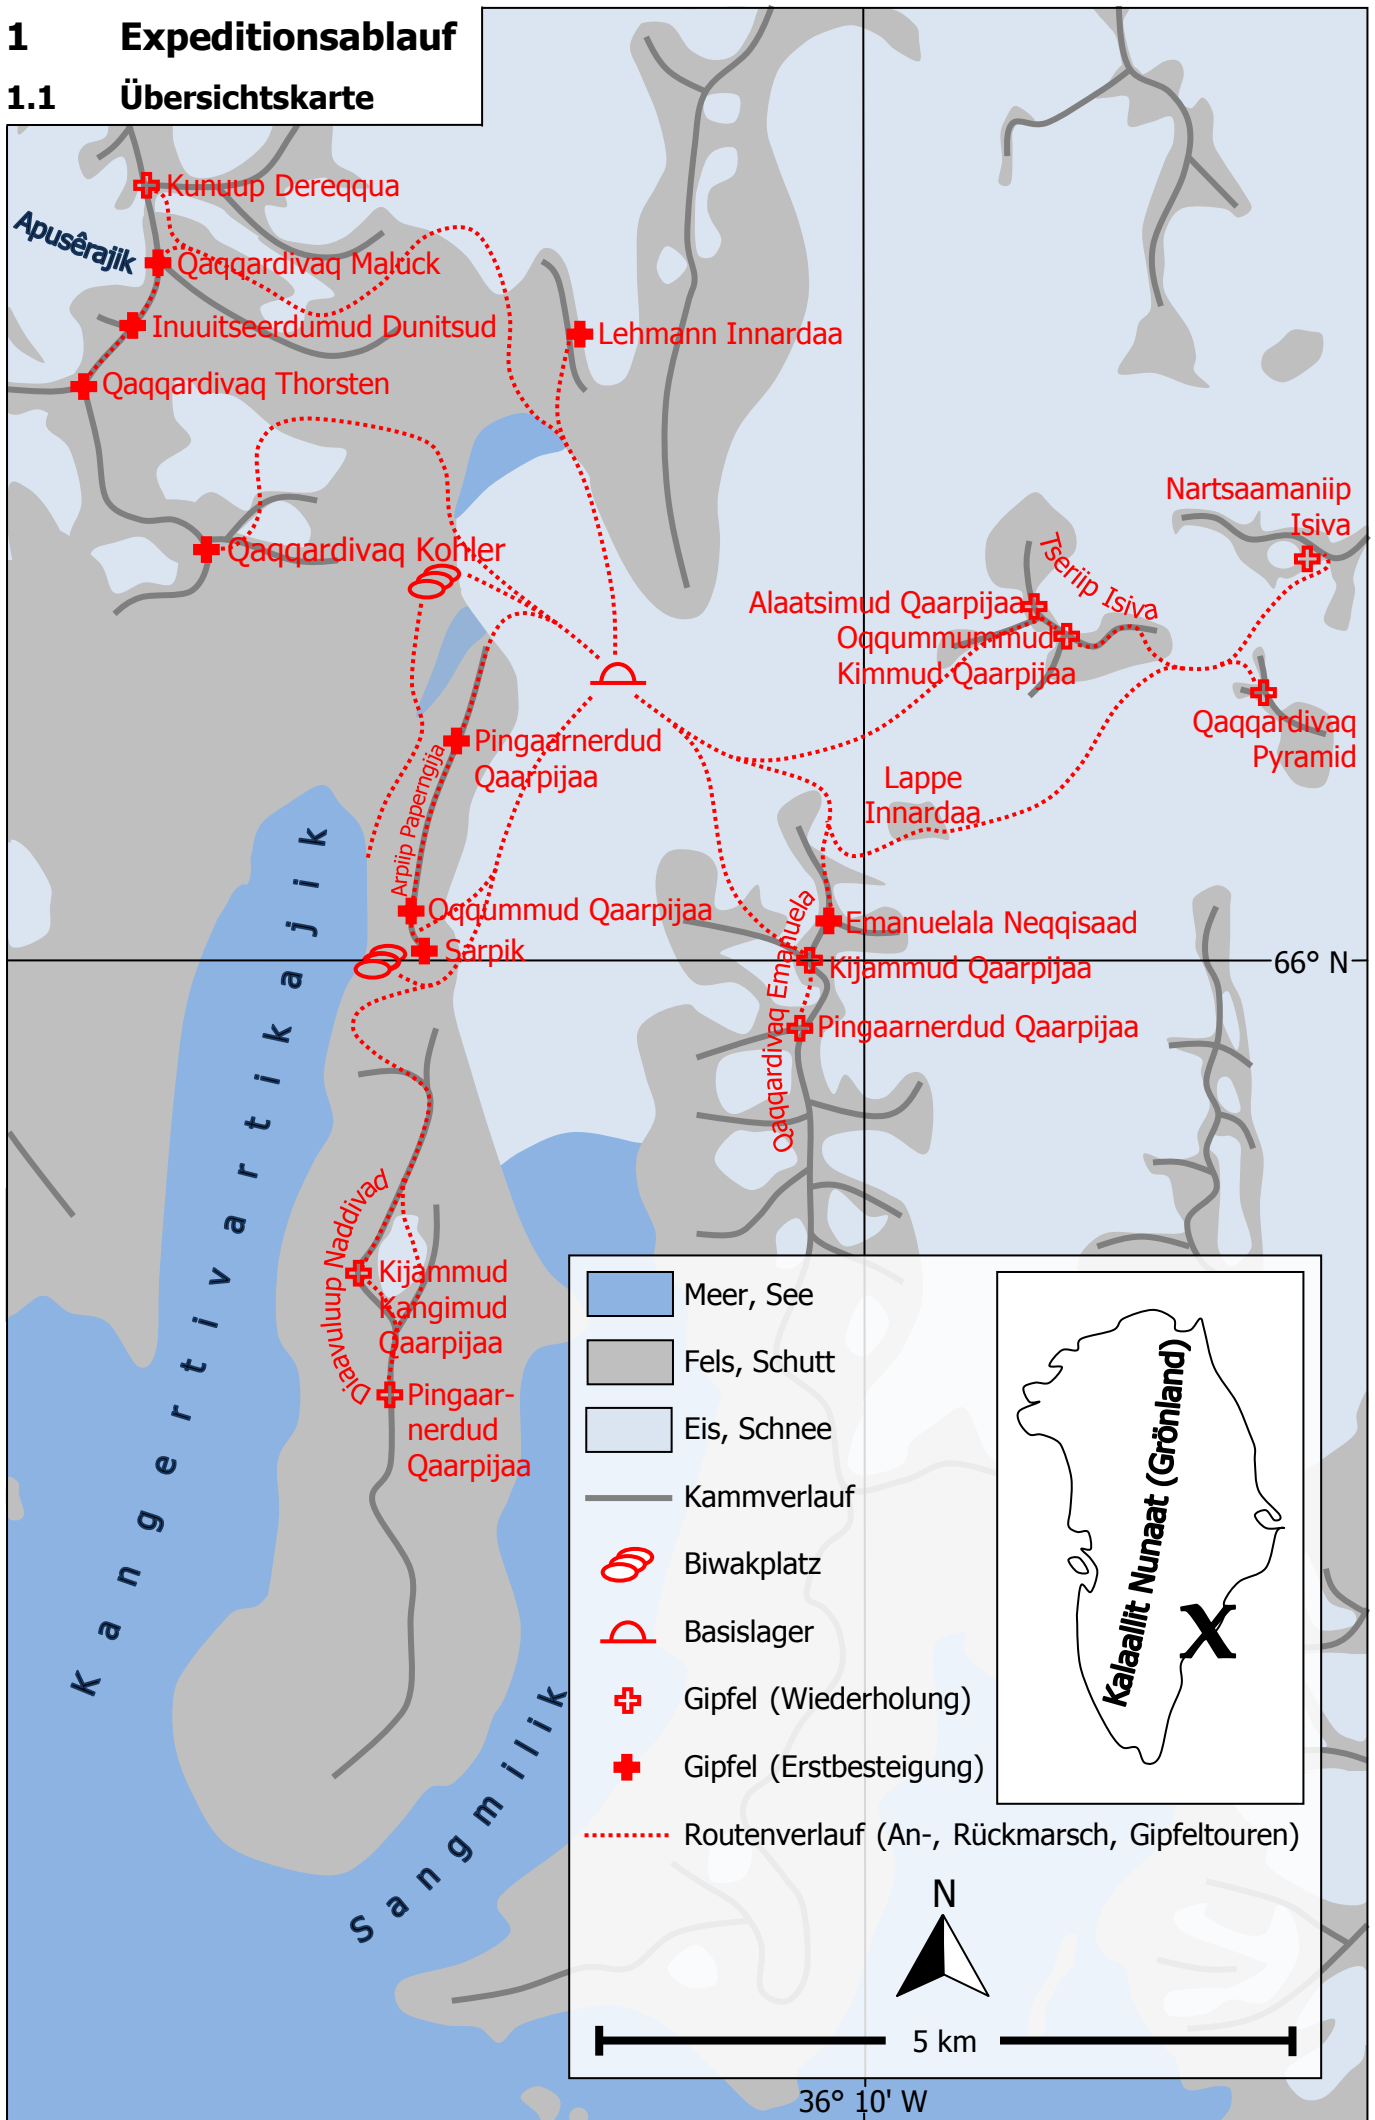 1 Expeditionsablauf
1.1 Übersichtskarte
Kunuup Dereqqua
Apusêrajik
Qaqqardivaq Maluck
Inuuitseerdumud Dunitsud
Lehmann Innardaa
Qaqqardivaq Thorsten
Nartsaamaniip
Isiva
Qaqqardivaq Kohler
Tseriip Isiva
Alaatsimud Qaarpijaa
Oqqummummud
Kimmud Qaarpijaa
Qaqqardivaq
Pyramid
Pingaarnerdud
Qaarpijaa
Arpiip Paperngija
Lappe
Innardaa
Oqqummud Qaarpijaa
Sarpik
Qaqqardivaq Emanuela
Emanuelala Neqqisaad
Kijammud Qaarpijaa
66° N
Pingaarnerdud Qaarpijaa
Kangertivartikajik
Diaavuluup Naddivad
Kijammud
Kangimud
Qaarpijaa
Pingaar-
nerdud
Qaarpijaa
Sangmilik
Meer, See
Fels, Schutt
Eis, Schnee
Kammverlauf
Biwakplatz
Basislager
Gipfel (Wiederholung)
Gipfel (Erstbesteigung)
Routenverlauf (An-, Rückmarsch, Gipfeltouren)
Kalaallit Nunaat (Grönland)
X
N
5 km
36° 10' W